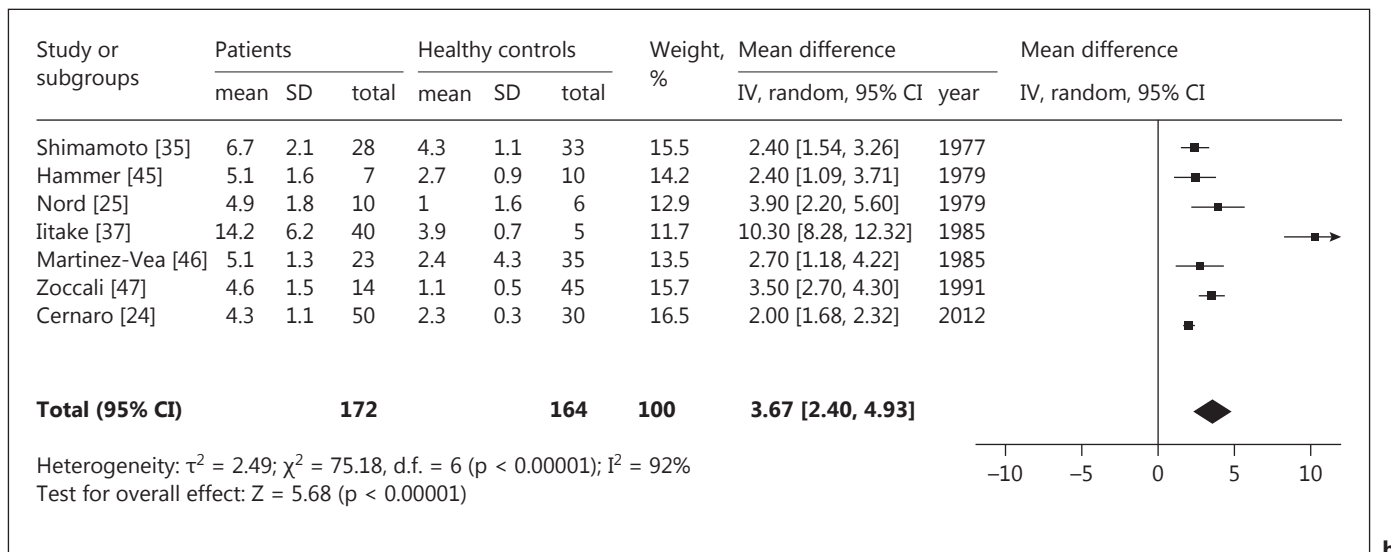 Study or subgroups Patients Healthy controls Weight, % Mean difference Mean difference
mean SD total mean SD total IV, random, 95% CI year IV, random, 95% CI
Shimamoto [35] 6.7 2.1 28 4.3 1.1 33 15.5 2.40 [1.54, 3.26] 1977
Hammer [45] 5.1 1.6 7 2.7 0.9 10 14.2 2.40 [1.09, 3.71] 1979
Nord [25] 4.9 1.8 10 1 1.6 6 12.9 3.90 [2.20, 5.60] 1979
Iitake [37] 14.2 6.2 40 3.9 0.7 5 11.7 10.30 [8.28, 12.32] 1985
Martinez-Vea [46] 5.1 1.3 23 2.4 4.3 35 13.5 2.70 [1.18, 4.22] 1985
Zoccali [47] 4.6 1.5 14 1.1 0.5 45 15.7 3.50 [2.70, 4.30] 1991
Cernaro [24] 4.3 1.1 50 2.3 0.3 30 16.5 2.00 [1.68, 2.32] 2012
Total (95% CI) 172 164 100 3.67 [2.40, 4.93]
Heterogeneity: τ² = 2.49; χ² = 75.18, d.f. = 6 (p < 0.00001); I² = 92%
Test for overall effect: Z = 5.68 (p < 0.00001)
−10 −5 0 5 10